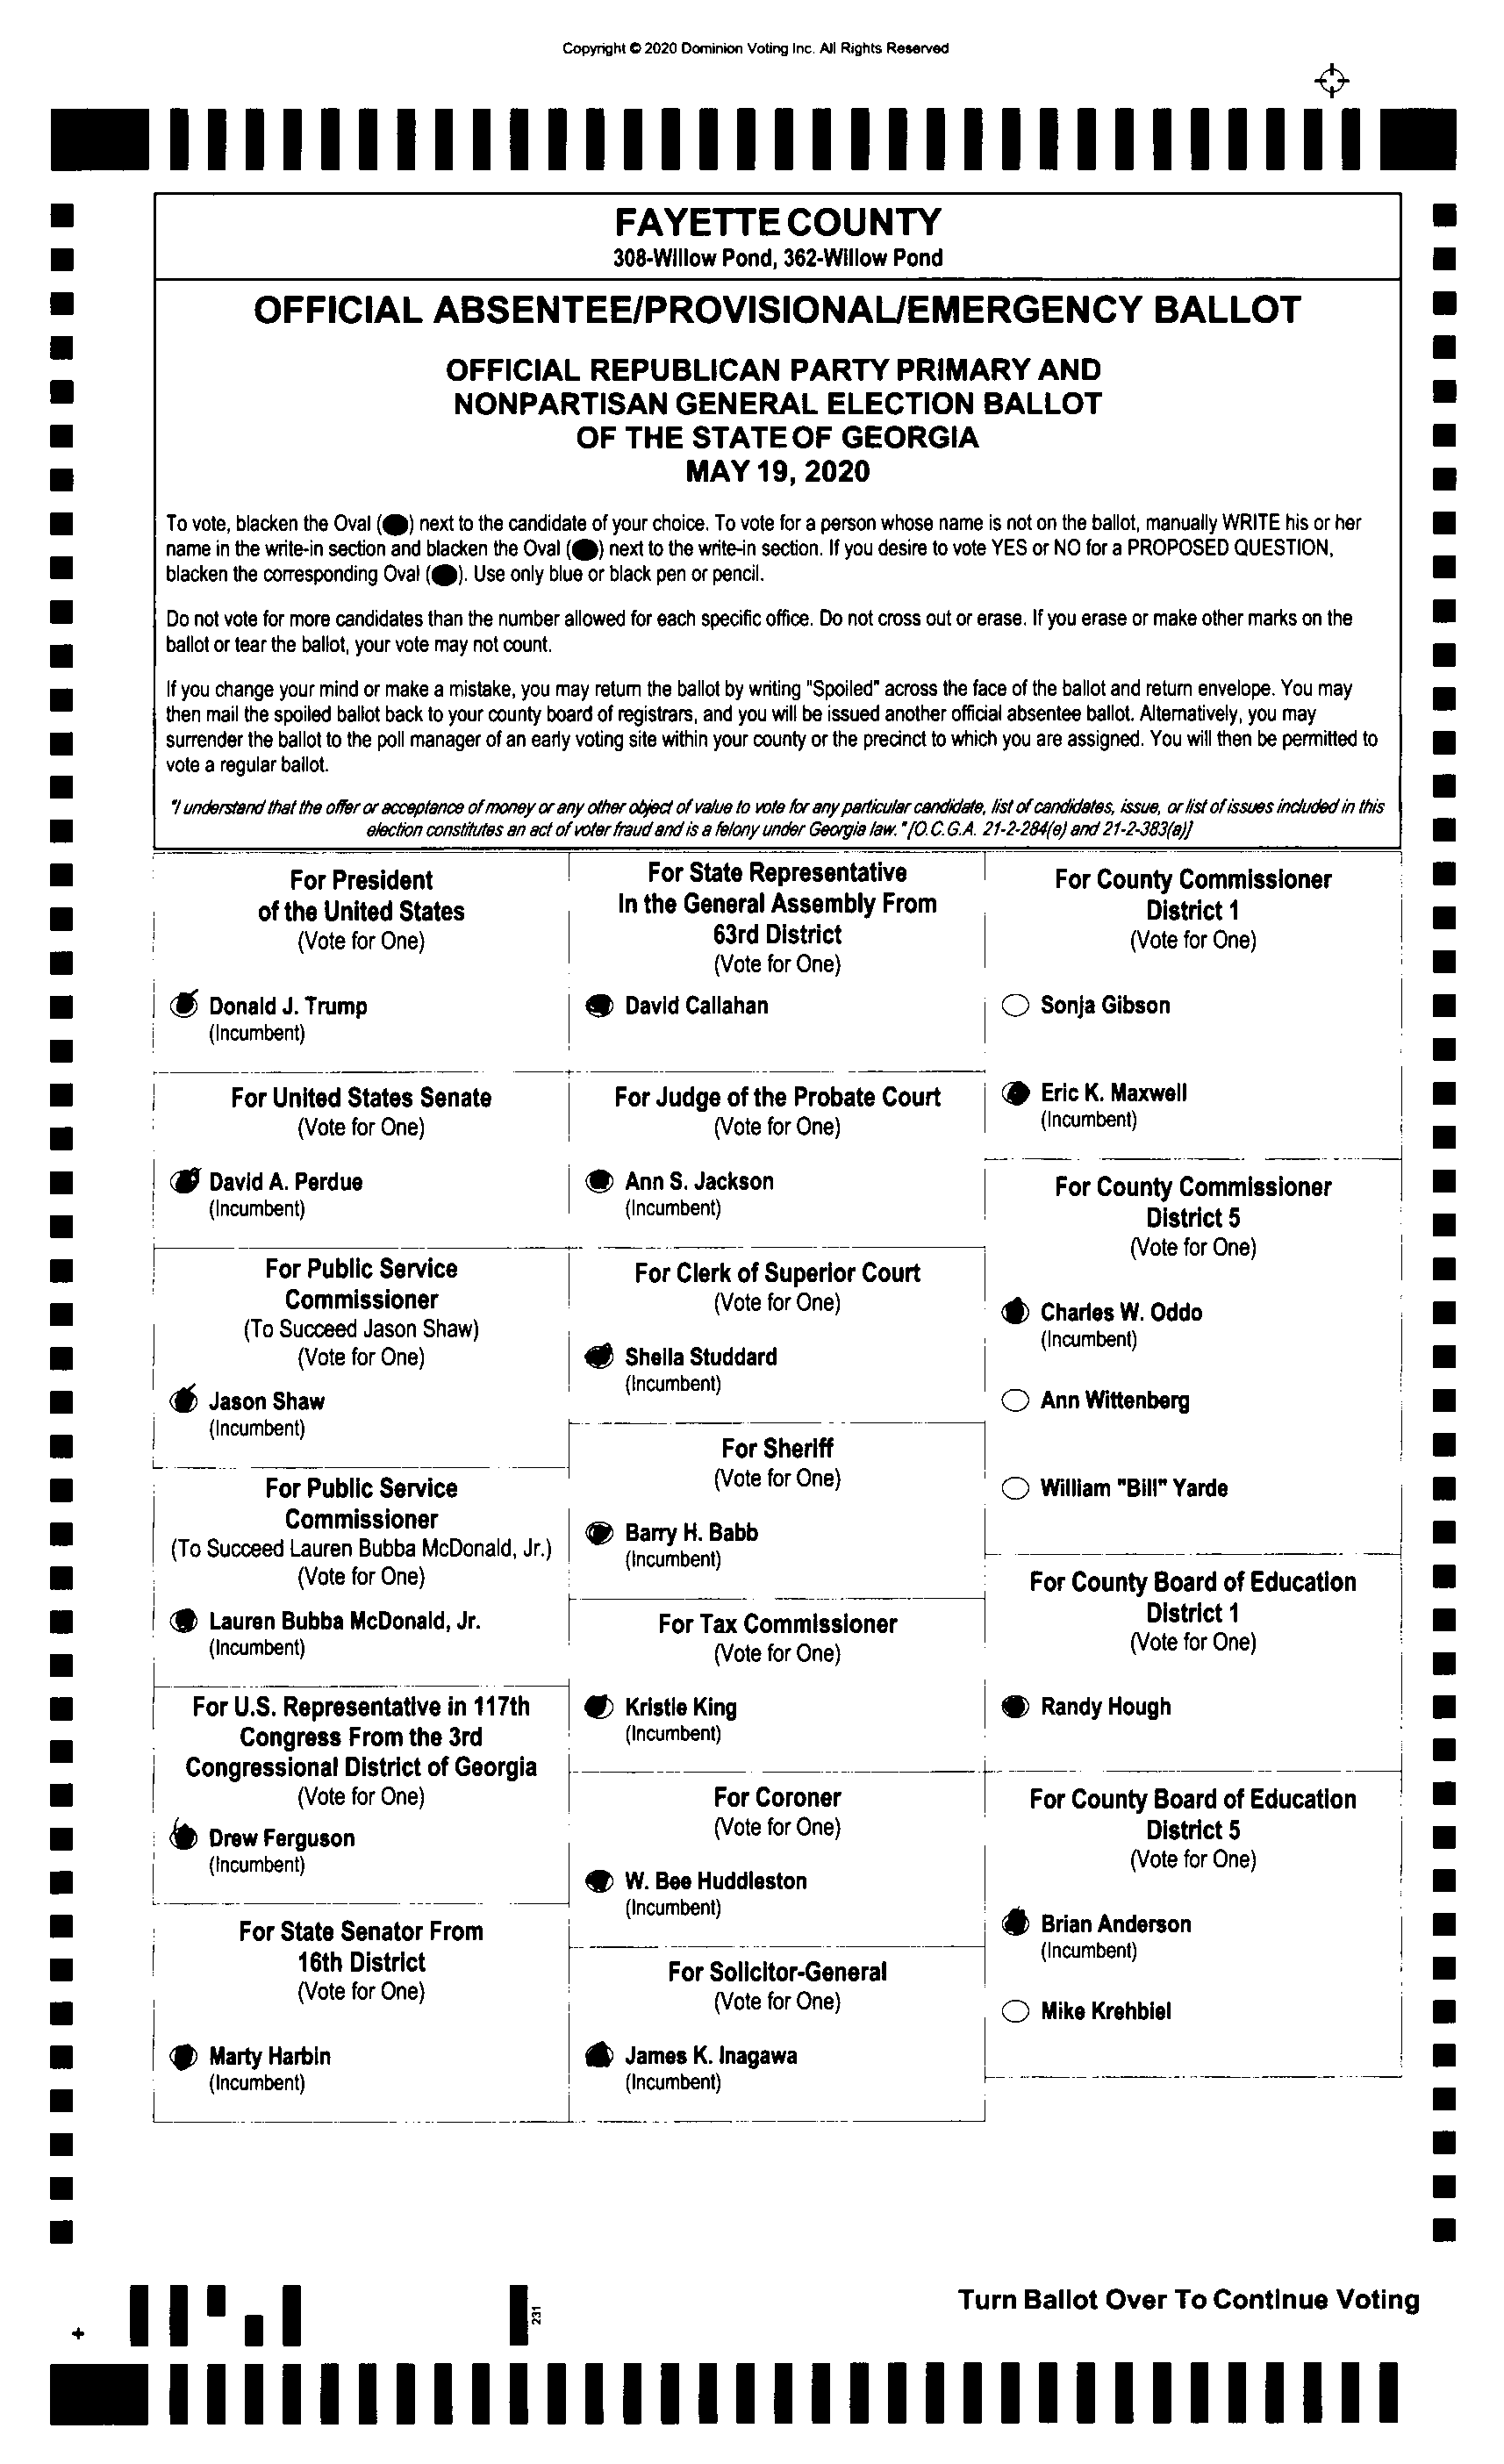 Copyright © 2020 Dominion Voting Inc. All Rights Reserved
FAYETTE COUNTY
308-Willow Pond, 362-Willow Pond
OFFICIAL ABSENTEE/PROVISIONAL/EMERGENCY BALLOT
OFFICIAL REPUBLICAN PARTY PRIMARY AND
NONPARTISAN GENERAL ELECTION BALLOT
OF THE STATE OF GEORGIA
MAY 19, 2020
To vote, blacken the Oval (⬬) next to the candidate of your choice. To vote for a person whose name is not on the ballot, manually WRITE his or her
name in the write-in section and blacken the Oval (⬬) next to the write-in section. If you desire to vote YES or NO for a PROPOSED QUESTION,
blacken the corresponding Oval (⬬). Use only blue or black pen or pencil.
Do not vote for more candidates than the number allowed for each specific office. Do not cross out or erase. If you erase or make other marks on the
ballot or tear the ballot, your vote may not count.
If you change your mind or make a mistake, you may return the ballot by writing "Spoiled" across the face of the ballot and return envelope. You may
then mail the spoiled ballot back to your county board of registrars, and you will be issued another official absentee ballot. Alternatively, you may
surrender the ballot to the poll manager of an early voting site within your county or the precinct to which you are assigned. You will then be permitted to
vote a regular ballot.
"I understand that the offer or acceptance of money or any other object of value to vote for any particular candidate, list of candidates, issue, or list of issues included in this
election constitutes an act of voter fraud and is a felony under Georgia law." [O.C.G.A. 21-2-284(e) and 21-2-383(a)]
For President
of the United States
(Vote for One)
Donald J. Trump
(Incumbent)
For United States Senate
(Vote for One)
David A. Perdue
(Incumbent)
For Public Service
Commissioner
(To Succeed Jason Shaw)
(Vote for One)
Jason Shaw
(Incumbent)
For Public Service
Commissioner
(To Succeed Lauren Bubba McDonald, Jr.)
(Vote for One)
Lauren Bubba McDonald, Jr.
(Incumbent)
For U.S. Representative in 117th
Congress From the 3rd
Congressional District of Georgia
(Vote for One)
Drew Ferguson
(Incumbent)
For State Senator From
16th District
(Vote for One)
Marty Harbin
(Incumbent)
For State Representative
In the General Assembly From
63rd District
(Vote for One)
David Callahan
For Judge of the Probate Court
(Vote for One)
Ann S. Jackson
(Incumbent)
For Clerk of Superior Court
(Vote for One)
Sheila Studdard
(Incumbent)
For Sheriff
(Vote for One)
Barry H. Babb
(Incumbent)
For Tax Commissioner
(Vote for One)
Kristie King
(Incumbent)
For Coroner
(Vote for One)
W. Bee Huddleston
(Incumbent)
For Solicitor-General
(Vote for One)
James K. Inagawa
(Incumbent)
For County Commissioner
District 1
(Vote for One)
Sonja Gibson
Eric K. Maxwell
(Incumbent)
For County Commissioner
District 5
(Vote for One)
Charles W. Oddo
(Incumbent)
Ann Wittenberg
William "Bill" Yarde
For County Board of Education
District 1
(Vote for One)
Randy Hough
For County Board of Education
District 5
(Vote for One)
Brian Anderson
(Incumbent)
Mike Krehbiel
Turn Ballot Over To Continue Voting
231